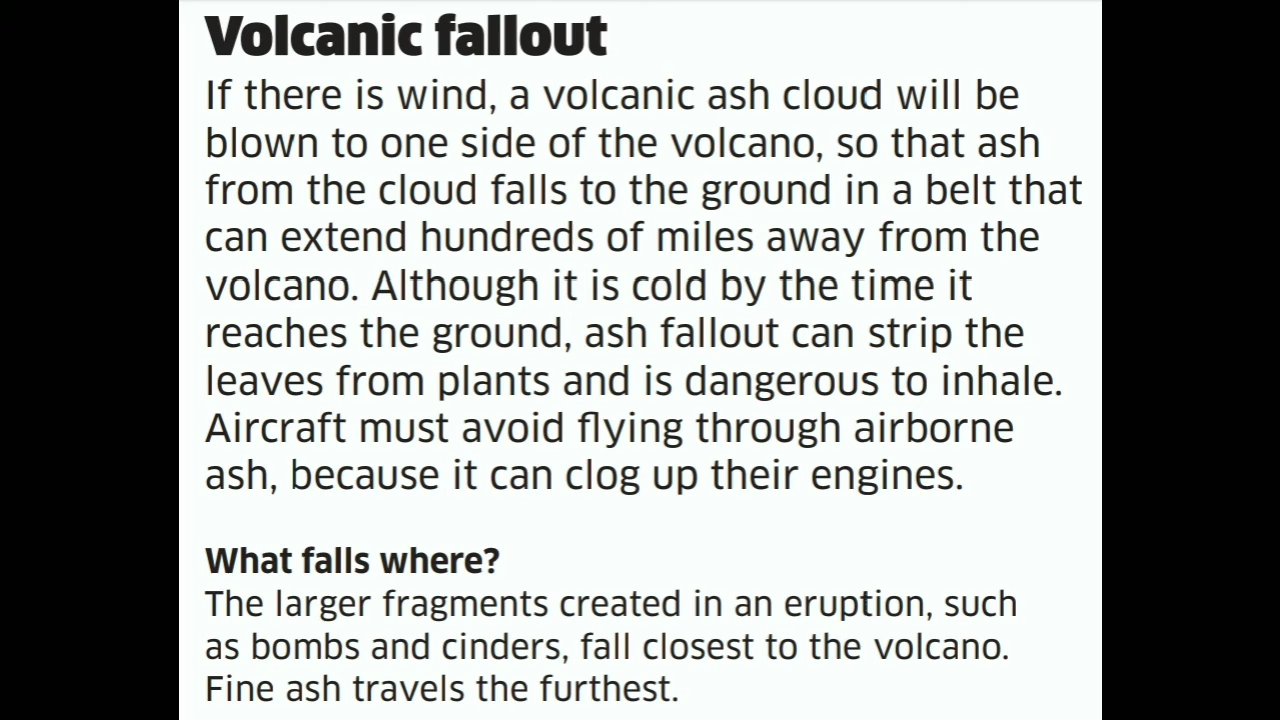 Volcanic fallout
If there is wind, a volcanic ash cloud will be
blown to one side of the volcano, so that ash
from the cloud falls to the ground in a belt that
can extend hundreds of miles away from the
volcano. Although it is cold by the time it
reaches the ground, ash fallout can strip the
leaves from plants and is dangerous to inhale.
Aircraft must avoid flying through airborne
ash, because it can clog up their engines.
What falls where?
The larger fragments created in an eruption, such
as bombs and cinders, fall closest to the volcano.
Fine ash travels the furthest.